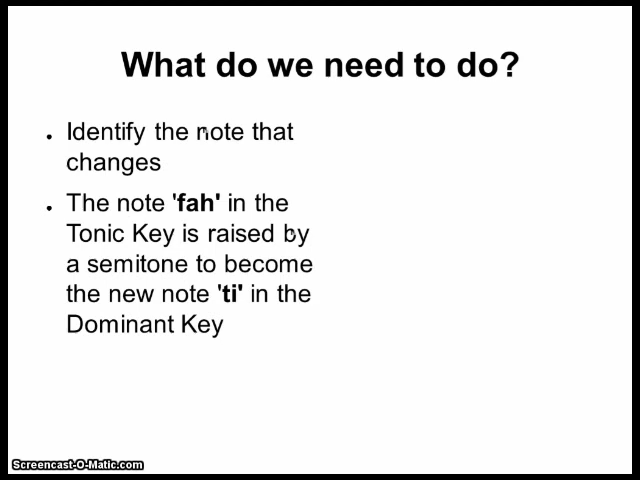 What do we need to do?
• Identify the note that
changes
• The note 'fah' in the
Tonic Key is raised by
a semitone to become
the new note 'ti' in the
Dominant Key
Screencast-O-Matic.com